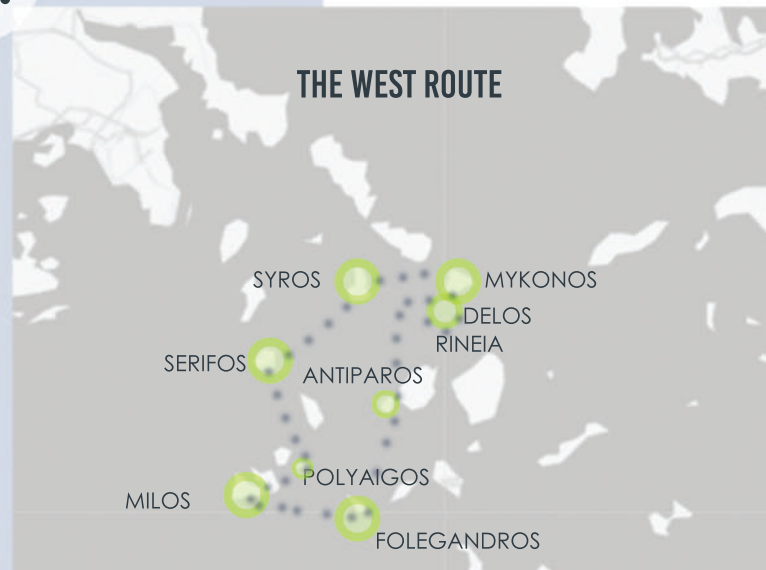 THE WEST ROUTE
SYROS
MYKONOS
DELOS
RINEIA
SERIFOS
ANTIPAROS
POLYAIGOS
MILOS
FOLEGANDROS